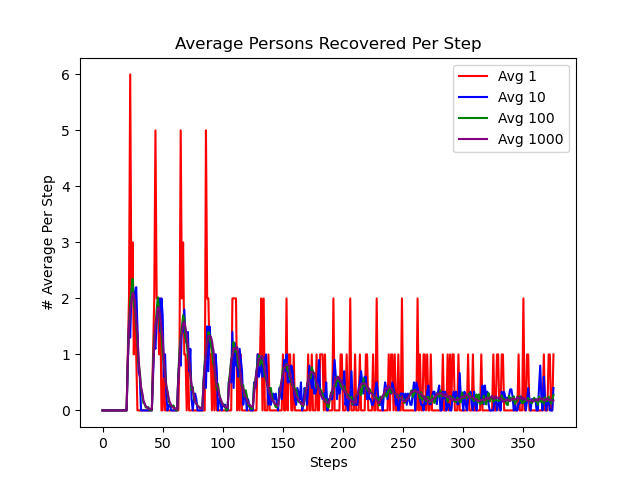 Average Persons Recovered Per Step
# Average Per Step
6
5
4
3
2
1
0
Avg 1
Avg 10
Avg 100
Avg 1000
0 50 100 150 200 250 300 350
Steps